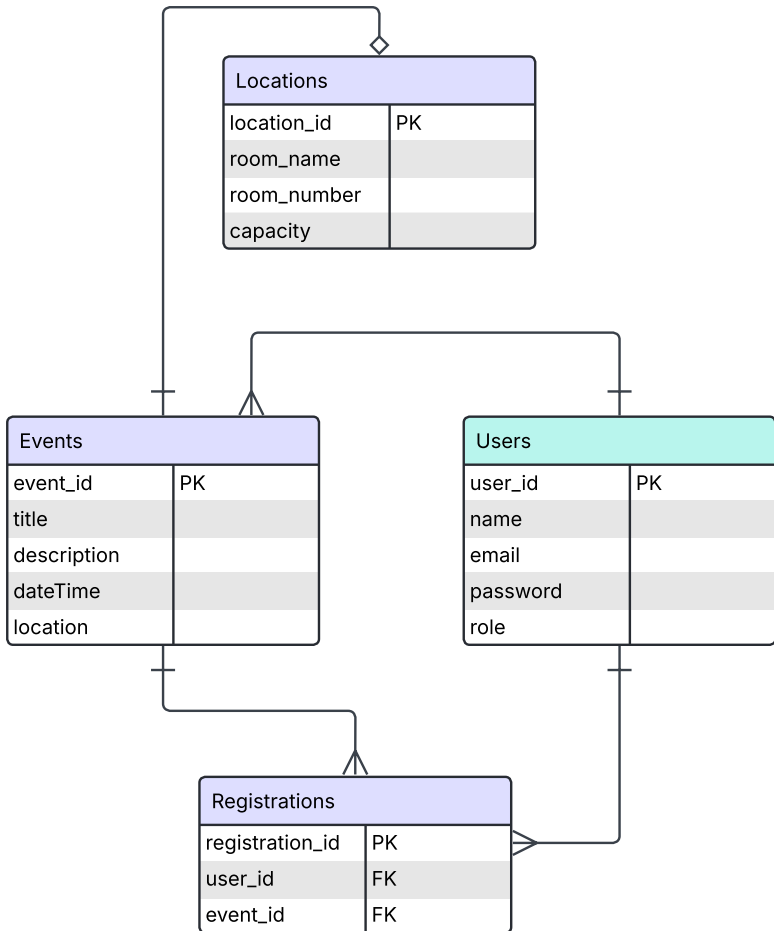 Locations
location_id PK
room_name
room_number
capacity
Events
event_id PK
title
description
dateTime
location
Users
user_id PK
name
email
password
role
Registrations
registration_id PK
user_id FK
event_id FK